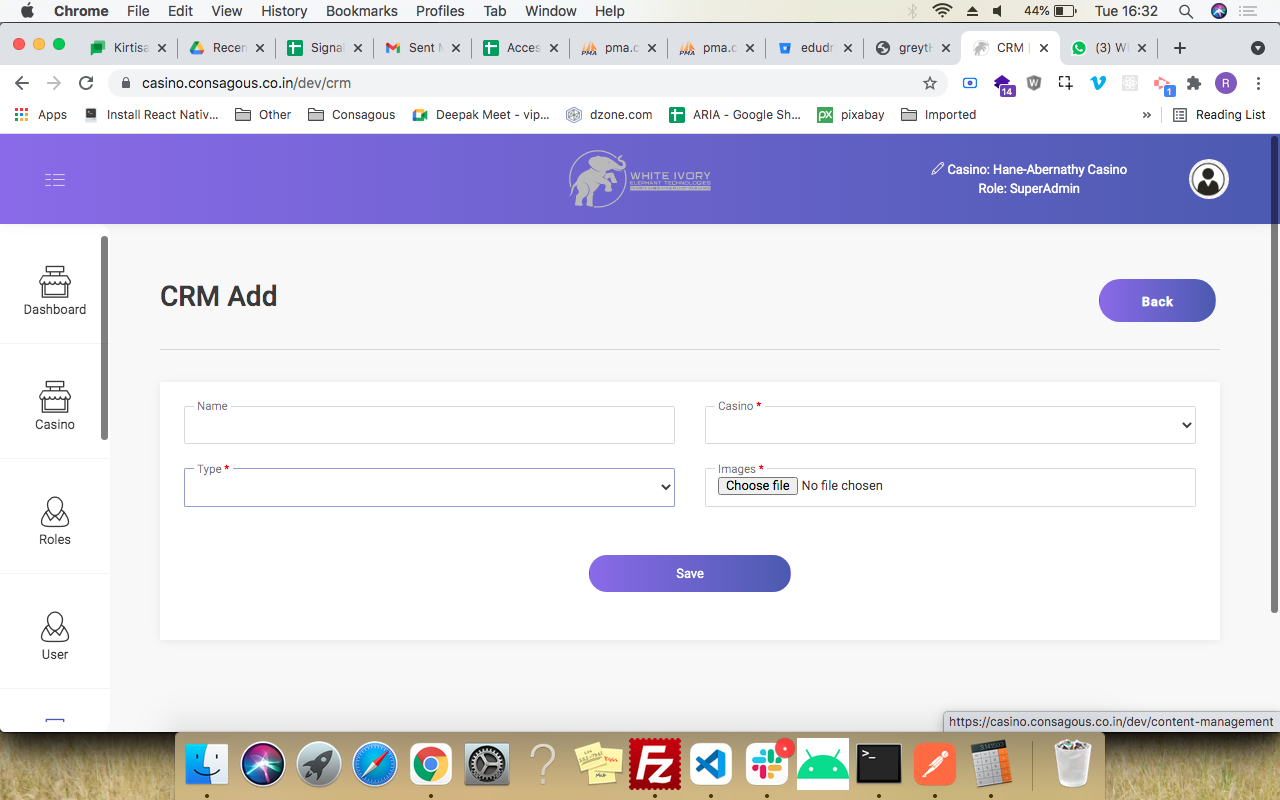 Chrome File Edit View History Bookmarks Profiles Tab Window Help 44% Tue 16:32
Kirtisa Recen Signal Sent M Acces pma.c pma.c edudr greytH CRM | (3) W
casino.consagous.co.in/dev/crm W 14 1 R
Apps Install React Nativ... Other Consagous Deepak Meet - vip... dzone.com ARIA - Google Sh... px pixabay Imported » Reading List
WHITE IVORY
ELEPHANT TECHNOLOGIES
Casino: Hane-Abernathy Casino
Role: SuperAdmin
Dashboard
Casino
Roles
User
CRM Add
Back
Name
Casino *
Type *
Images *
Choose file No file chosen
Save
https://casino.consagous.co.in/dev/content-management